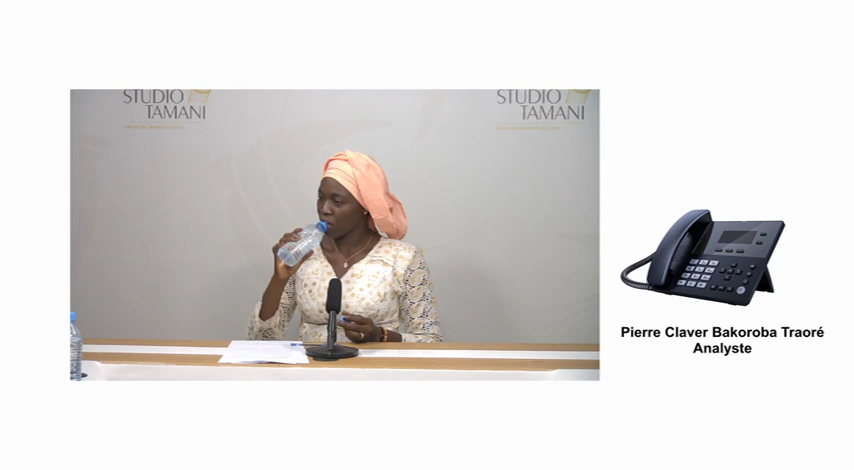 STUDIO
TAMANI
STUDIO
TAMANI
Pierre Claver Bakoroba Traoré
Analyste